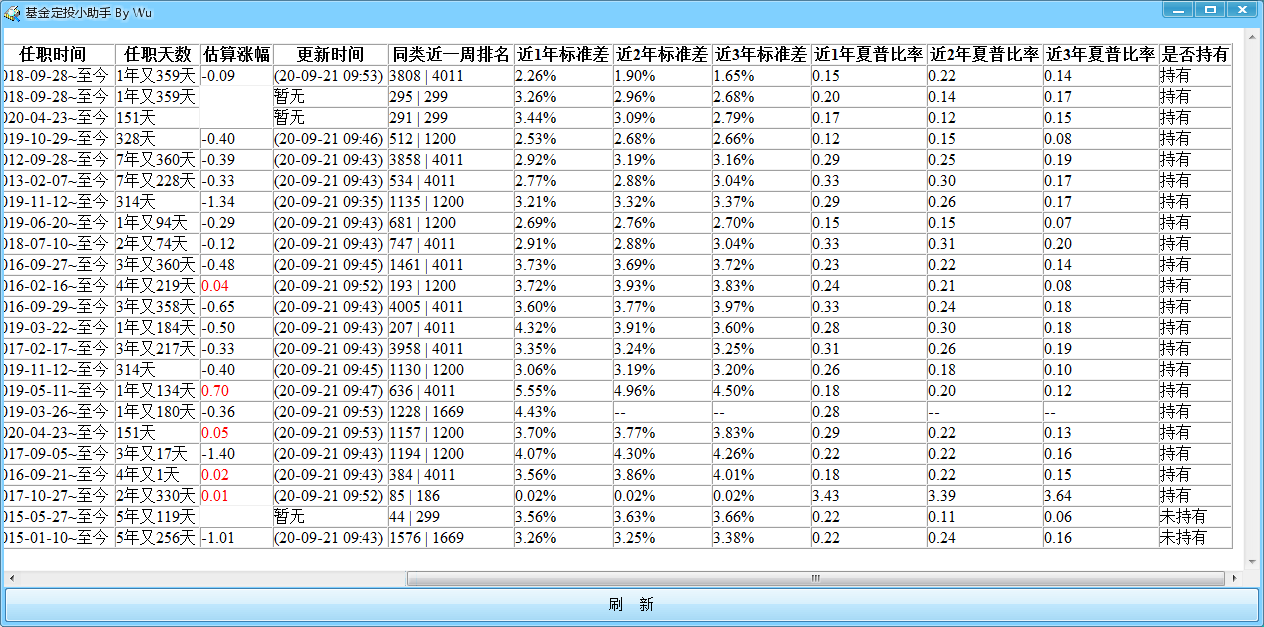 基金定投小助手 By Wu
任职时间 任职天数 估算涨幅 更新时间 同类近一周排名 近1年标准差 近2年标准差 近3年标准差 近1年夏普比率 近2年夏普比率 近3年夏普比率 是否持有
018-09-28~至今 1年又359天 -0.09 (20-09-21 09:53) 3808 | 4011 2.26% 1.90% 1.65% 0.15 0.22 0.14 持有
018-09-28~至今 1年又359天 暂无 295 | 299 3.26% 2.96% 2.68% 0.20 0.14 0.17 持有
020-04-23~至今 151天 暂无 291 | 299 3.44% 3.09% 2.79% 0.17 0.12 0.15 持有
019-10-29~至今 328天 -0.40 (20-09-21 09:46) 512 | 1200 2.53% 2.68% 2.66% 0.12 0.15 0.08 持有
012-09-28~至今 7年又360天 -0.39 (20-09-21 09:43) 3858 | 4011 2.92% 3.19% 3.16% 0.29 0.25 0.19 持有
013-02-07~至今 7年又228天 -0.33 (20-09-21 09:43) 534 | 4011 2.77% 2.88% 3.04% 0.33 0.30 0.17 持有
019-11-12~至今 314天 -1.34 (20-09-21 09:35) 1135 | 1200 3.21% 3.32% 3.37% 0.29 0.26 0.17 持有
019-06-20~至今 1年又94天 -0.29 (20-09-21 09:43) 681 | 1200 2.69% 2.76% 2.70% 0.15 0.15 0.07 持有
018-07-10~至今 2年又74天 -0.12 (20-09-21 09:43) 747 | 4011 2.91% 2.88% 3.04% 0.33 0.31 0.20 持有
016-09-27~至今 3年又360天 -0.48 (20-09-21 09:45) 1461 | 4011 3.73% 3.69% 3.72% 0.23 0.22 0.14 持有
016-02-16~至今 4年又219天 0.04 (20-09-21 09:52) 193 | 1200 3.72% 3.93% 3.83% 0.24 0.21 0.08 持有
016-09-29~至今 3年又358天 -0.65 (20-09-21 09:43) 4005 | 4011 3.60% 3.77% 3.97% 0.33 0.24 0.18 持有
019-03-22~至今 1年又184天 -0.50 (20-09-21 09:43) 207 | 4011 4.32% 3.91% 3.60% 0.28 0.30 0.18 持有
017-02-17~至今 3年又217天 -0.33 (20-09-21 09:43) 3958 | 4011 3.35% 3.24% 3.25% 0.31 0.26 0.19 持有
019-11-12~至今 314天 -0.40 (20-09-21 09:45) 1130 | 1200 3.06% 3.19% 3.20% 0.26 0.18 0.10 持有
019-05-11~至今 1年又134天 0.70 (20-09-21 09:47) 636 | 4011 5.55% 4.96% 4.50% 0.18 0.20 0.12 持有
019-03-26~至今 1年又180天 -0.36 (20-09-21 09:53) 1228 | 1669 4.43% -- -- 0.28 -- -- 持有
020-04-23~至今 151天 0.05 (20-09-21 09:53) 1157 | 1200 3.70% 3.77% 3.83% 0.29 0.22 0.13 持有
017-09-05~至今 3年又17天 -1.40 (20-09-21 09:43) 1194 | 1200 4.07% 4.30% 4.26% 0.22 0.22 0.16 持有
016-09-21~至今 4年又1天 0.02 (20-09-21 09:43) 384 | 4011 3.56% 3.86% 4.01% 0.18 0.22 0.15 持有
017-10-27~至今 2年又330天 0.01 (20-09-21 09:52) 85 | 186 0.02% 0.02% 0.02% 3.43 3.39 3.64 持有
015-05-27~至今 5年又119天 暂无 44 | 299 3.56% 3.63% 3.66% 0.22 0.11 0.06 未持有
015-01-10~至今 5年又256天 -1.01 (20-09-21 09:43) 1576 | 1669 3.26% 3.25% 3.38% 0.22 0.24 0.16 未持有
刷 新